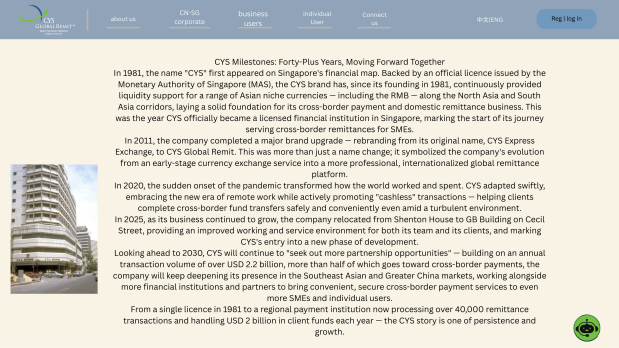 CYS
GLOBAL REMIT
about us
CN-SG
corporate
business
users
Individual
User
Connect
us
中文|ENG
Reg | log in
CYS Milestones: Forty-Plus Years, Moving Forward Together
In 1981, the name "CYS" first appeared on Singapore's financial map. Backed by an official licence issued by the
Monetary Authority of Singapore (MAS), the CYS brand has, since its founding in 1981, continuously provided
liquidity support for a range of Asian niche currencies — including the RMB — along the North Asia and South
Asia corridors, laying a solid foundation for its cross-border payment and domestic remittance business. This
was the year CYS officially became a licensed financial institution in Singapore, marking the start of its journey
serving cross-border remittances for SMEs.
In 2011, the company completed a major brand upgrade — rebranding from its original name, CYS Express
Exchange, to CYS Global Remit. This was more than just a name change; it symbolized the company's evolution
from an early-stage currency exchange service into a more professional, internationalized global remittance
platform.
In 2020, the sudden onset of the pandemic transformed how the world worked and spent. CYS adapted swiftly,
embracing the new era of remote work while actively promoting "cashless" transactions — helping clients
complete cross-border fund transfers safely and conveniently even amid a turbulent environment.
In 2025, as its business continued to grow, the company relocated from Shenton House to GB Building on Cecil
Street, providing an improved working and service environment for both its team and its clients, and marking
CYS's entry into a new phase of development.
Looking ahead to 2030, CYS will continue to "seek out more partnership opportunities" — building on an annual
transaction volume of over USD 2.2 billion, more than half of which goes toward cross-border payments, the
company will keep deepening its presence in the Southeast Asian and Greater China markets, working alongside
more financial institutions and partners to bring convenient, secure cross-border payment services to even
more SMEs and individual users.
From a single licence in 1981 to a regional payment institution now processing over 40,000 remittance
transactions and handling USD 2 billion in client funds each year — the CYS story is one of persistence and
growth.